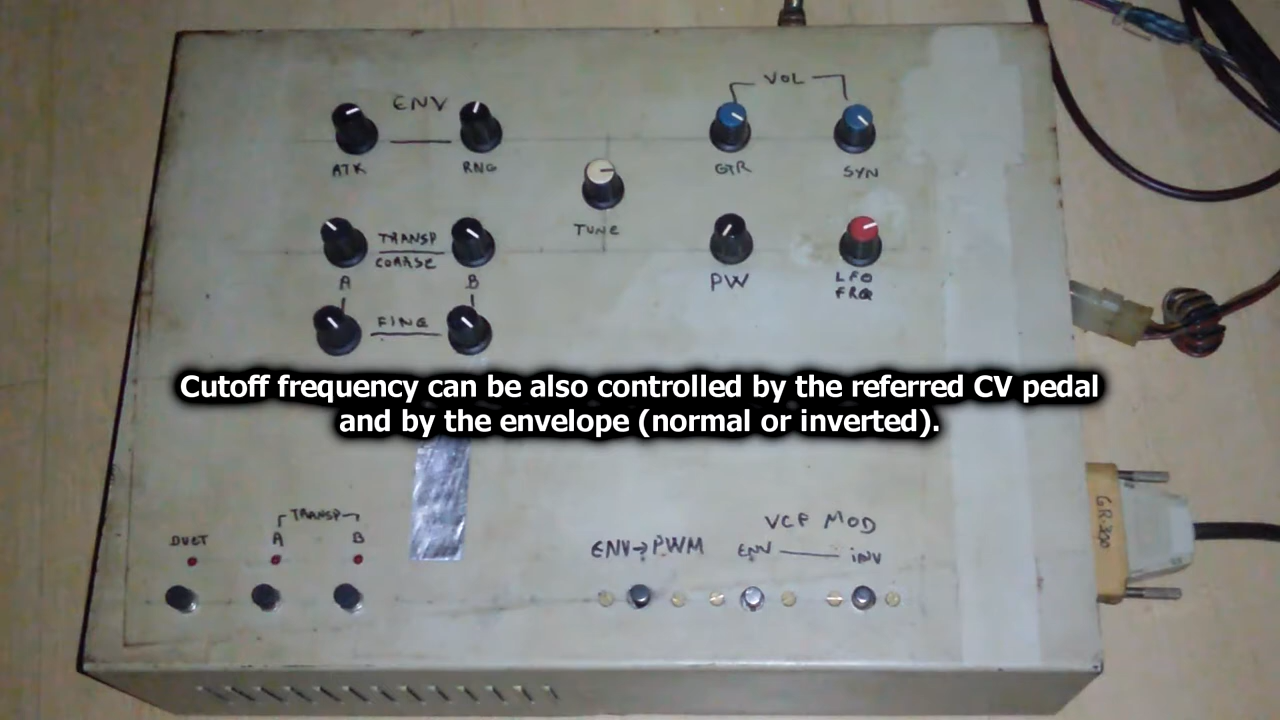 VOL
ENV
ATK
RNG
GTR
SYN
TUNE
TRANSP
COARSE
A
B
PW
LFO
FRQ
FINE
Cutoff frequency can be also controlled by the referred CV pedal
and by the envelope (normal or inverted).
TRANSP
DUET
A
B
VCF MOD
ENV→PWM
ENV
INV
GR-300